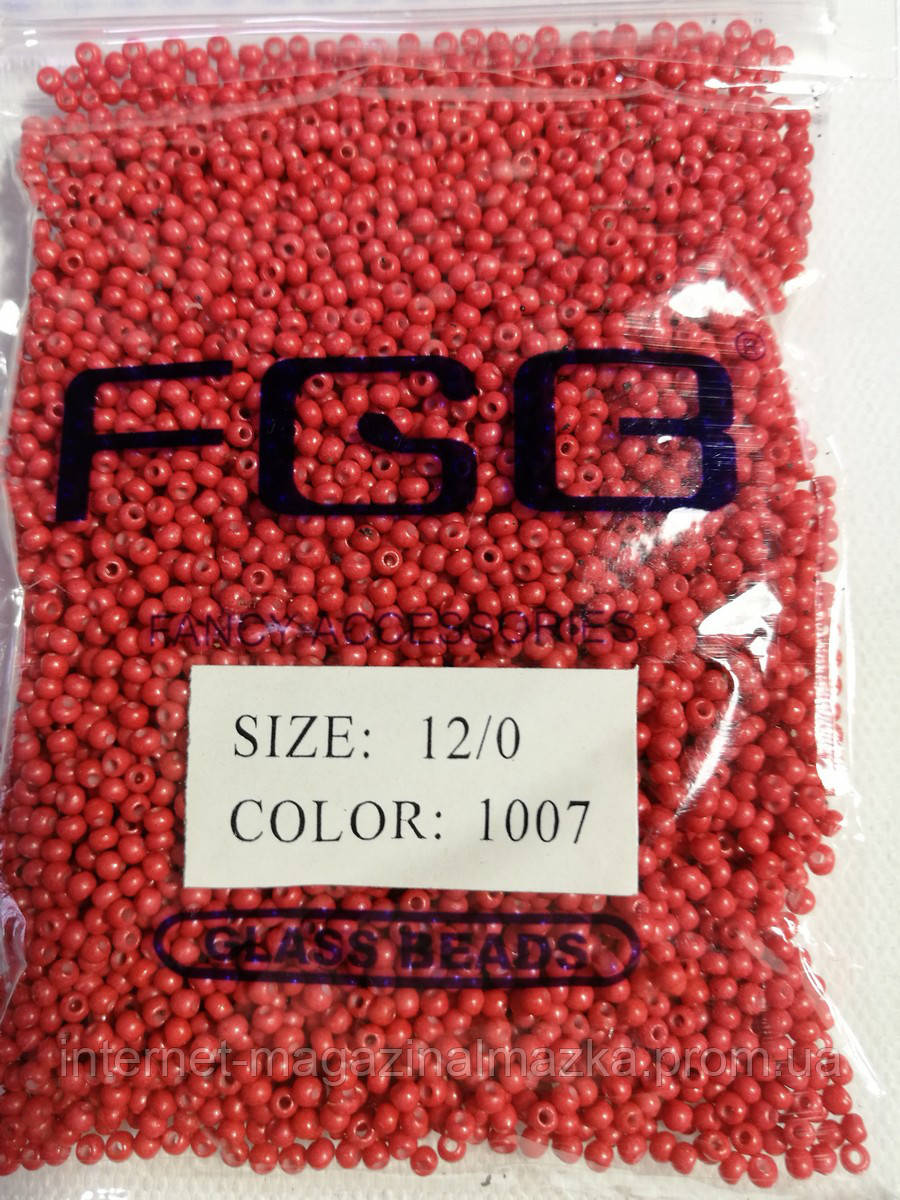 FGB®
FANCY ACCESSORIES
SIZE: 12/0
COLOR: 1007
GLASS BEADS
internet-magazinalmazka.prom.ua